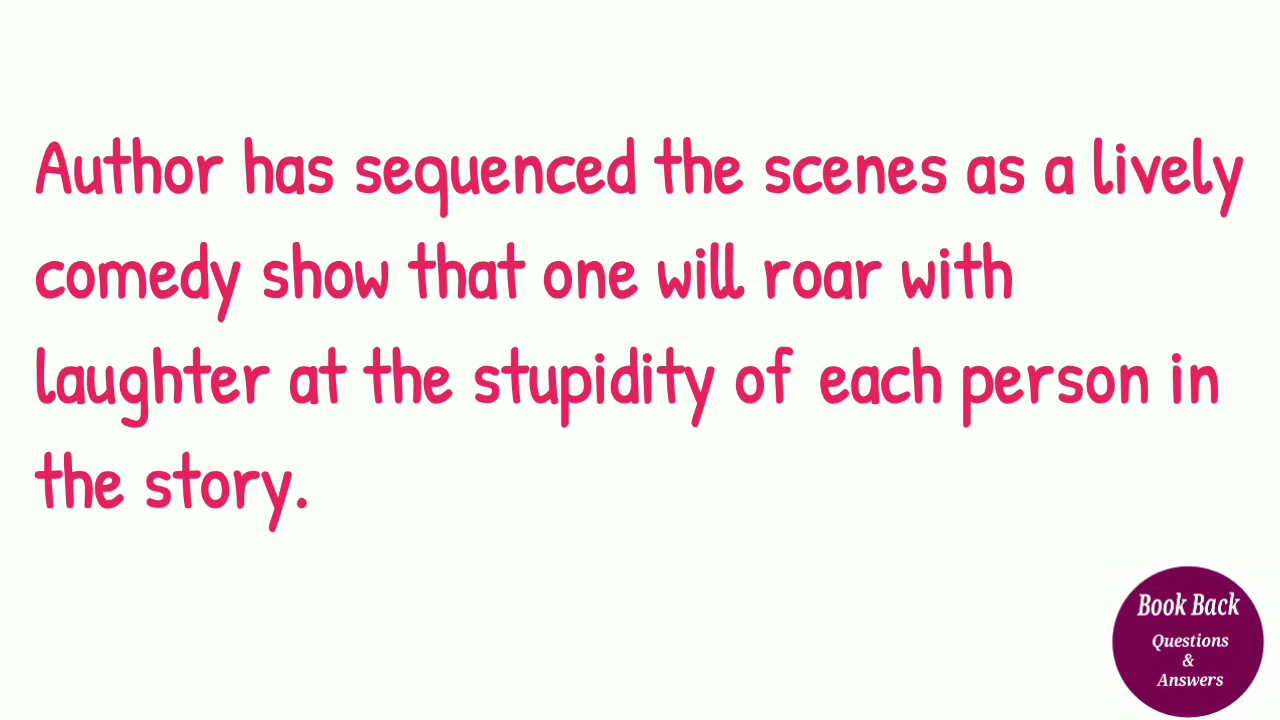 Author has sequenced the scenes as a lively
comedy show that one will roar with
laughter at the stupidity of each person in
the story.
Book Back
Questions
&
Answers